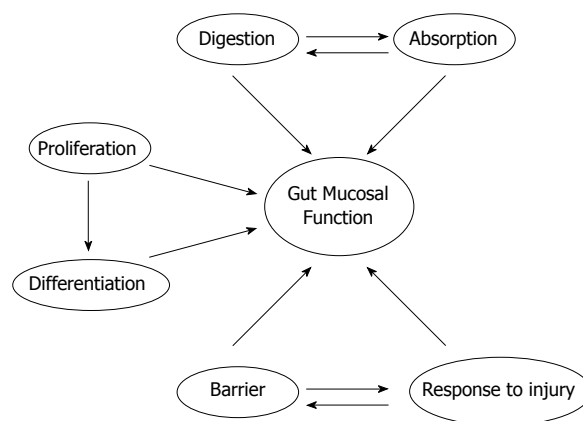 Digestion
Absorption
Proliferation
Gut Mucosal
Function
Differentiation
Barrier
Response to injury